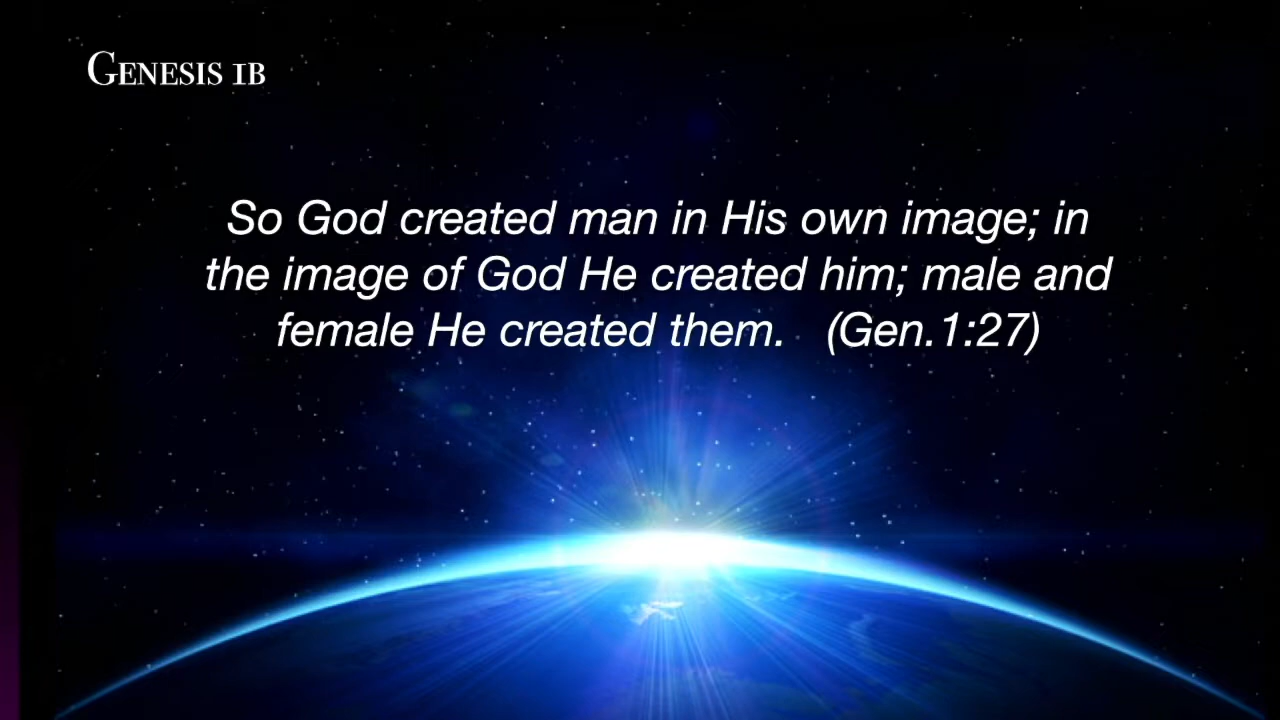 Genesis 1b
So God created man in His own image; in
the image of God He created him; male and
female He created them. (Gen.1:27)